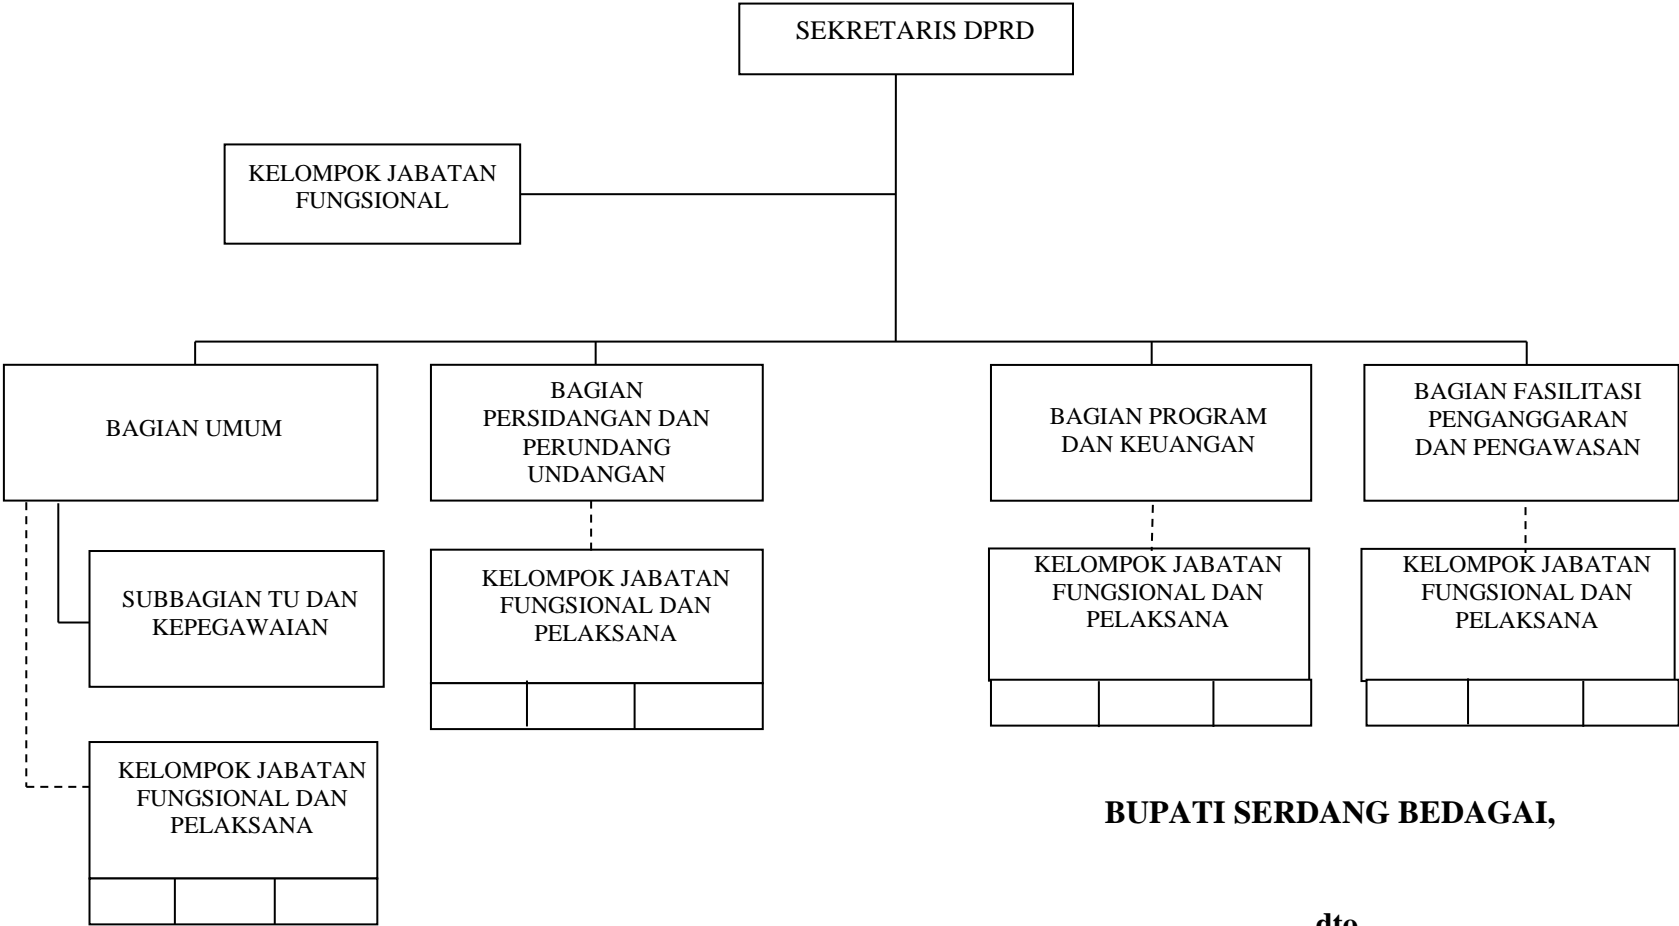 SEKRETARIS DPRD
KELOMPOK JABATAN
FUNGSIONAL
BAGIAN UMUM
BAGIAN
PERSIDANGAN DAN
PERUNDANG
UNDANGAN
BAGIAN PROGRAM
DAN KEUANGAN
BAGIAN FASILITASI
PENGANGGARAN
DAN PENGAWASAN
SUBBAGIAN TU DAN
KEPEGAWAIAN
KELOMPOK JABATAN
FUNGSIONAL DAN
PELAKSANA
KELOMPOK JABATAN
FUNGSIONAL DAN
PELAKSANA
KELOMPOK JABATAN
FUNGSIONAL DAN
PELAKSANA
KELOMPOK JABATAN
FUNGSIONAL DAN
PELAKSANA
BUPATI SERDANG BEDAGAI,
dto